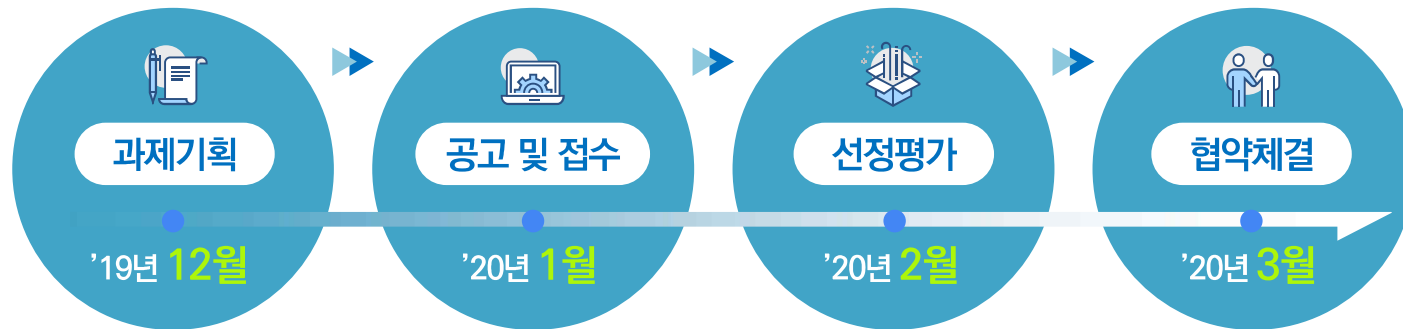 과제기획
공고 및 접수
선정평가
협약체결
’19년 12월
’20년 1월
’20년 2월
’20년 3월